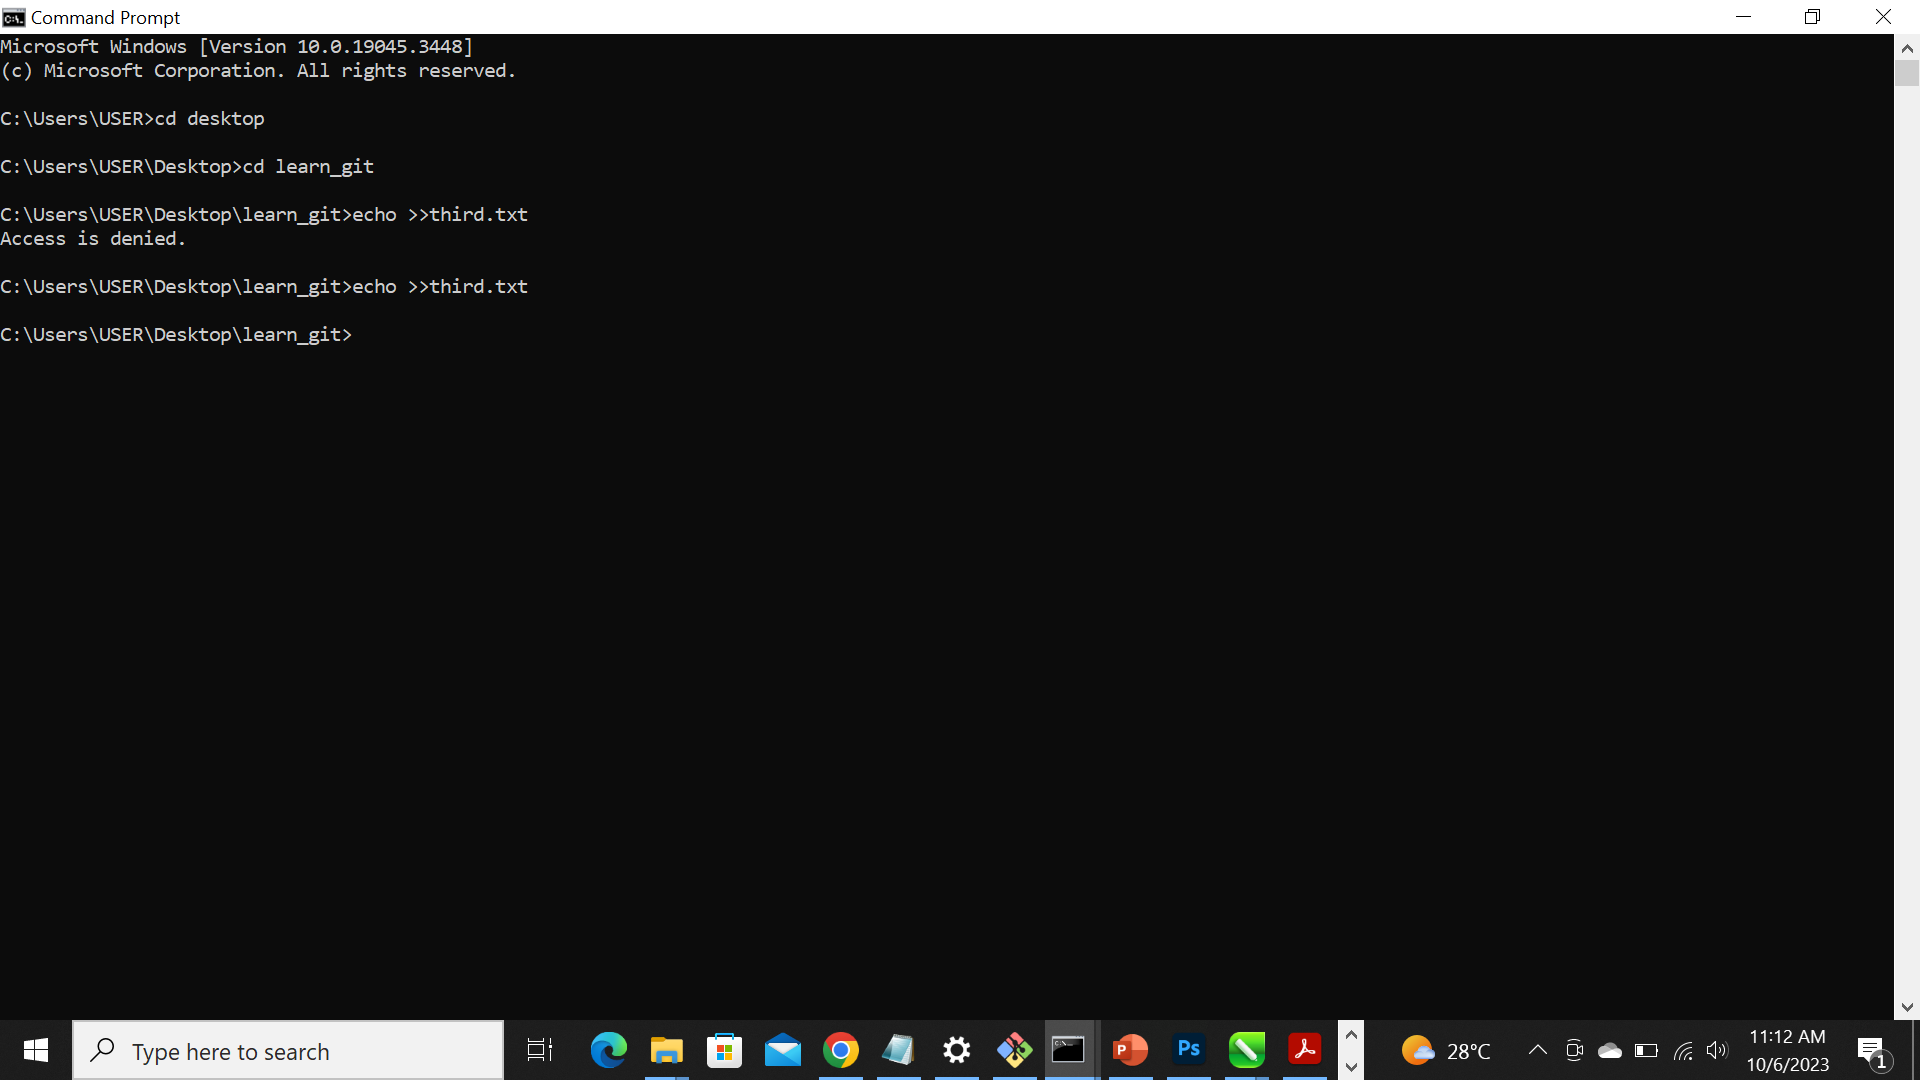 Command Prompt
Microsoft Windows [Version 10.0.19045.3448]
(c) Microsoft Corporation. All rights reserved.
C:\Users\USER>cd desktop
C:\Users\USER\Desktop>cd learn_git
C:\Users\USER\Desktop\learn_git>echo >>third.txt
Access is denied.
C:\Users\USER\Desktop\learn_git>echo >>third.txt
C:\Users\USER\Desktop\learn_git>
Type here to search
Ps
28°C
11:12 AM
10/6/2023
1